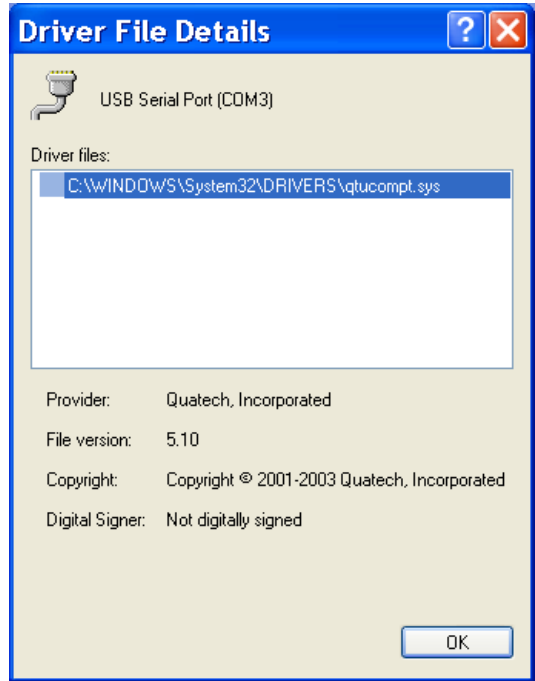 Driver File Details
USB Serial Port (COM3)
Driver files:
C:\WINDOWS\System32\DRIVERS\qtucompt.sys
Provider: Quatech, Incorporated
File version: 5.10
Copyright: Copyright © 2001-2003 Quatech, Incorporated
Digital Signer: Not digitally signed
OK